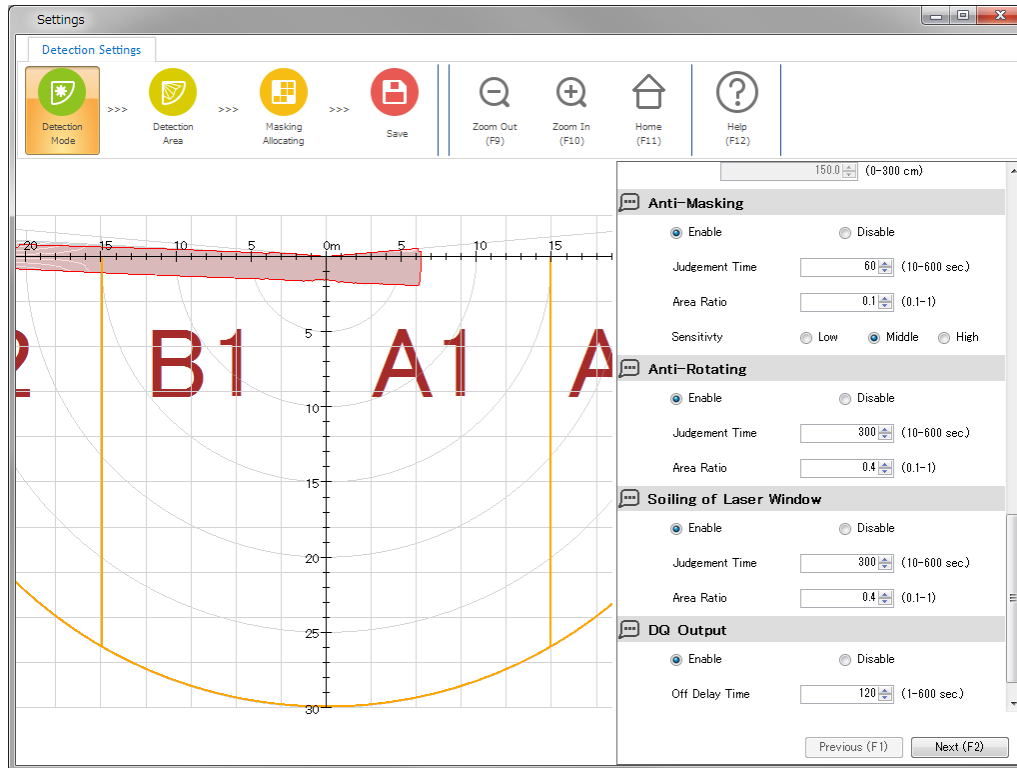 Settings
Detection Settings
Detection
Mode
>>>
Detection
Area
>>>
Masking
Allocating
>>>
Save
Zoom Out
(F9)
Zoom In
(F10)
Home
(F11)
Help
(F12)
150.0 (0-300 cm)
Anti-Masking
Enable Disable
Judgement Time 60 (10-600 sec.)
Area Ratio 0.1 (0.1-1)
Sensitivity Low Middle High
Anti-Rotating
Enable Disable
Judgement Time 300 (10-600 sec.)
Area Ratio 0.4 (0.1-1)
Soiling of Laser Window
Enable Disable
Judgement Time 300 (10-600 sec.)
Area Ratio 0.4 (0.1-1)
DQ Output
Enable Disable
Off Delay Time 120 (1-600 sec.)
Previous (F1) Next (F2)
20 15 10 5 0m 5 10 15
5
2 B1 A1 A
10
15
20
25
30